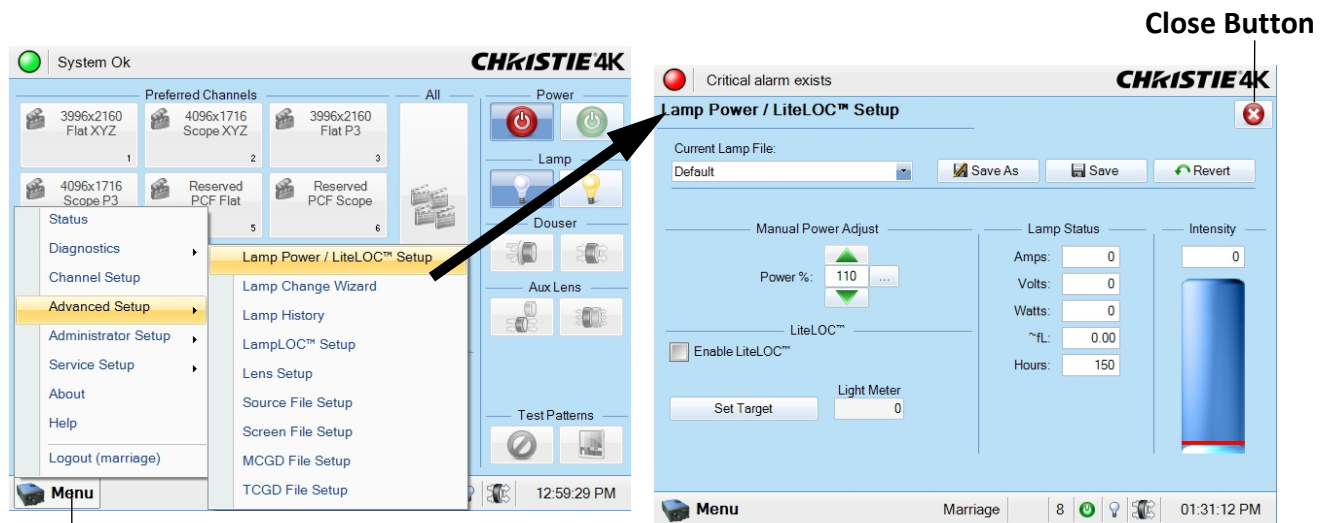 Close Button
System Ok
CHRISTIE 4K
Preferred Channels
All
Power
3996x2160
Flat XYZ
1
4096x1716
Scope XYZ
2
3996x2160
Flat P3
3
Lamp
4096x1716
Scope P3
Reserved
PCF Flat
5
Reserved
PCF Scope
6
Douser
Aux Lens
Test Patterns
Status
Diagnostics
Channel Setup
Advanced Setup
Administrator Setup
Service Setup
About
Help
Logout (marriage)
Lamp Power / LiteLOC™ Setup
Lamp Change Wizard
Lamp History
LampLOC™ Setup
Lens Setup
Source File Setup
Screen File Setup
MCGD File Setup
TCGD File Setup
Menu
12:59:29 PM
Critical alarm exists
CHRISTIE 4K
Lamp Power / LiteLOC™ Setup
Current Lamp File:
Default
Save As
Save
Revert
Manual Power Adjust
Power %: 110 ...
LiteLOC™
Enable LiteLOC™
Light Meter
Set Target 0
Lamp Status
Amps: 0
Volts: 0
Watts: 0
~fL: 0.00
Hours: 150
Intensity
0
Menu
Marriage
8
01:31:12 PM